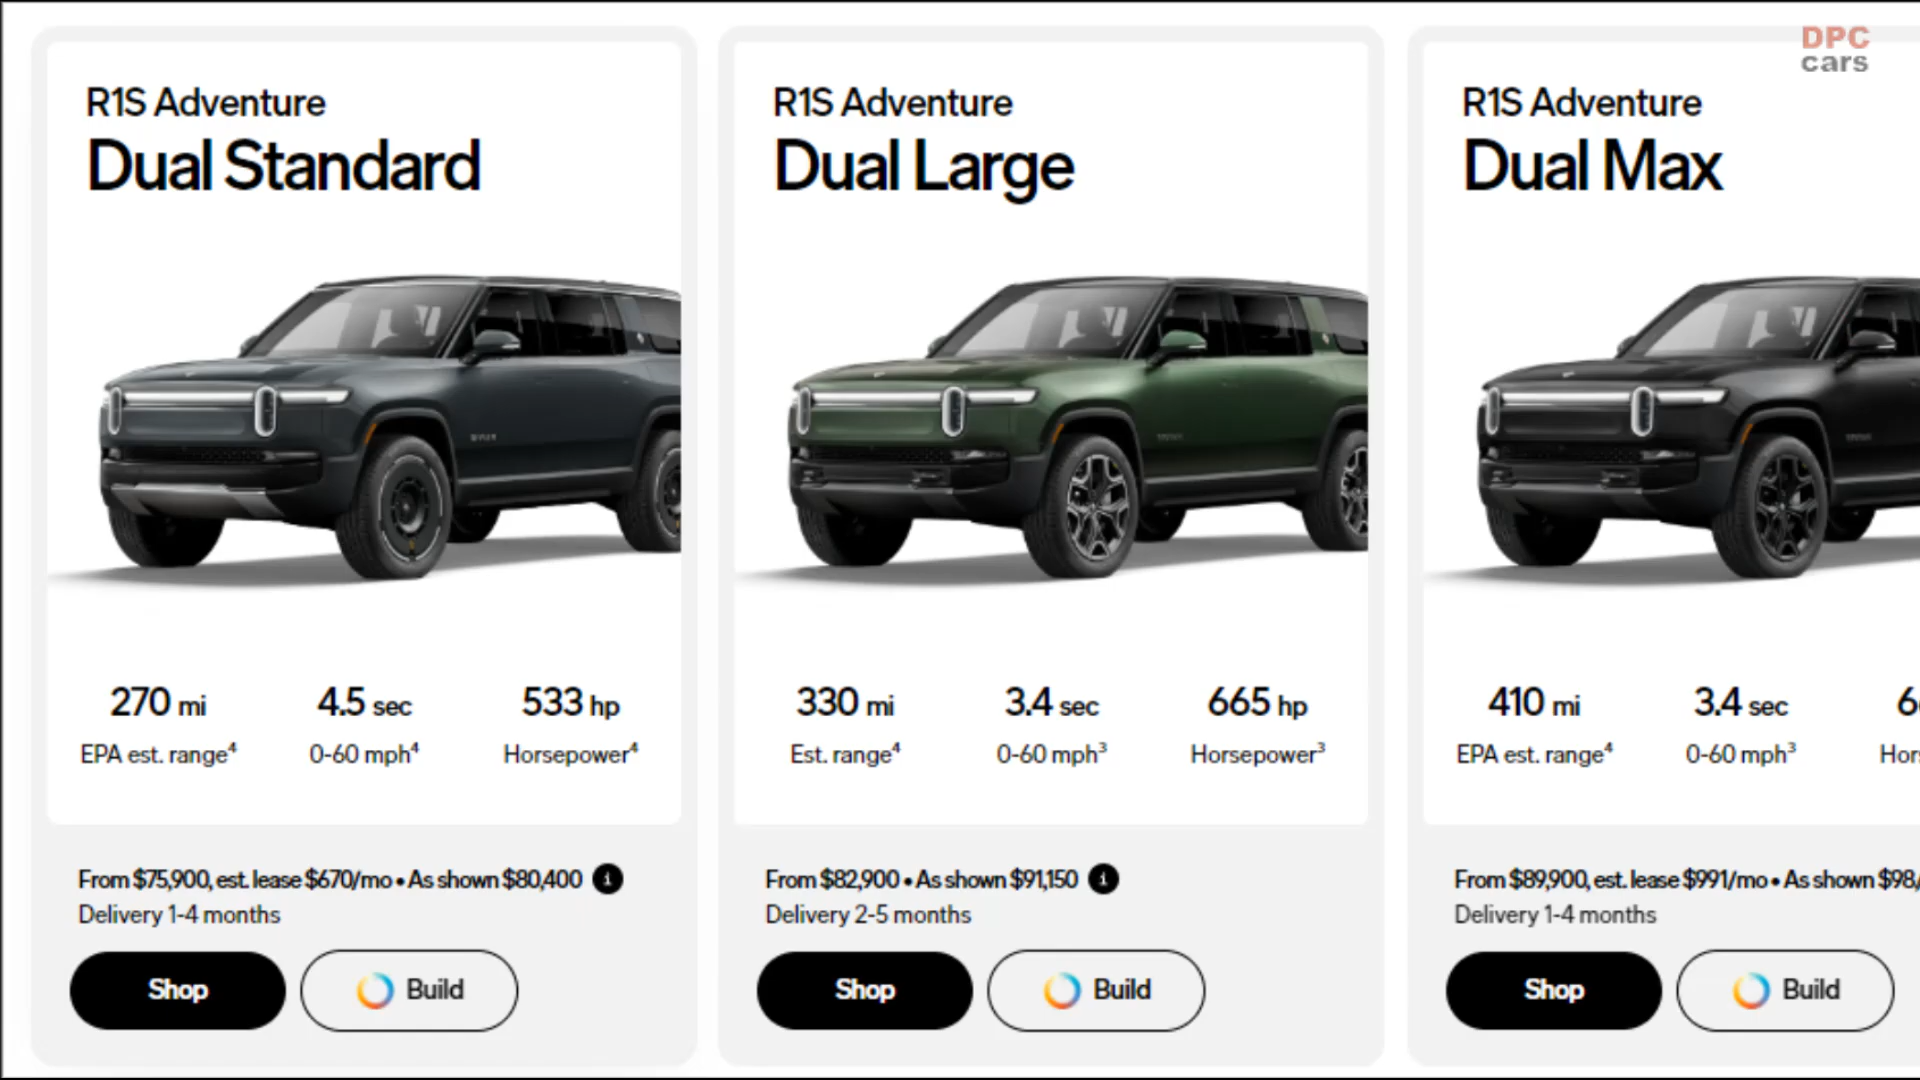 DPC
cars
R1S Adventure
Dual Standard
270 mi 4.5 sec 533 hp
EPA est. range⁴ 0-60 mph⁴ Horsepower⁴
From $75,900, est. lease $670/mo • As shown $80,400
Delivery 1-4 months
Shop Build
R1S Adventure
Dual Large
330 mi 3.4 sec 665 hp
Est. range⁴ 0-60 mph³ Horsepower³
From $82,900 • As shown $91,150
Delivery 2-5 months
Shop Build
R1S Adventure
Dual Max
410 mi 3.4 sec
EPA est. range⁴ 0-60 mph³
From $89,900, est. lease $991/mo • As shown $98,
Delivery 1-4 months
Shop Build